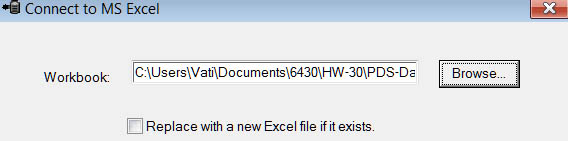 Connect to MS Excel
Workbook: C:\Users\Vati\Documents\6430\HW-30\PDS-Da Browse...
Replace with a new Excel file if it exists.